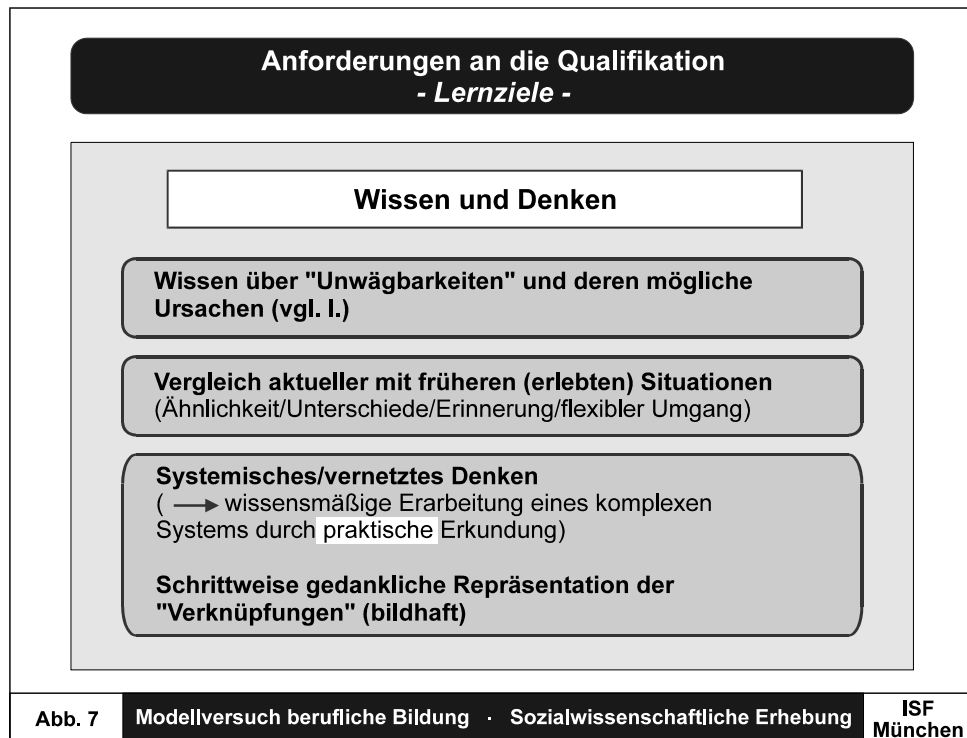 Anforderungen an die Qualifikation
- Lernziele -
Wissen und Denken
Wissen über "Unwägbarkeiten" und deren mögliche
Ursachen (vgl. I.)
Vergleich aktueller mit früheren (erlebten) Situationen
(Ähnlichkeit/Unterschiede/Erinnerung/flexibler Umgang)
Systemisches/vernetztes Denken
( → wissensmäßige Erarbeitung eines komplexen
Systems durch praktische Erkundung)
Schrittweise gedankliche Repräsentation der
"Verknüpfungen" (bildhaft)
Abb. 7
Modellversuch berufliche Bildung · Sozialwissenschaftliche Erhebung
ISF
München